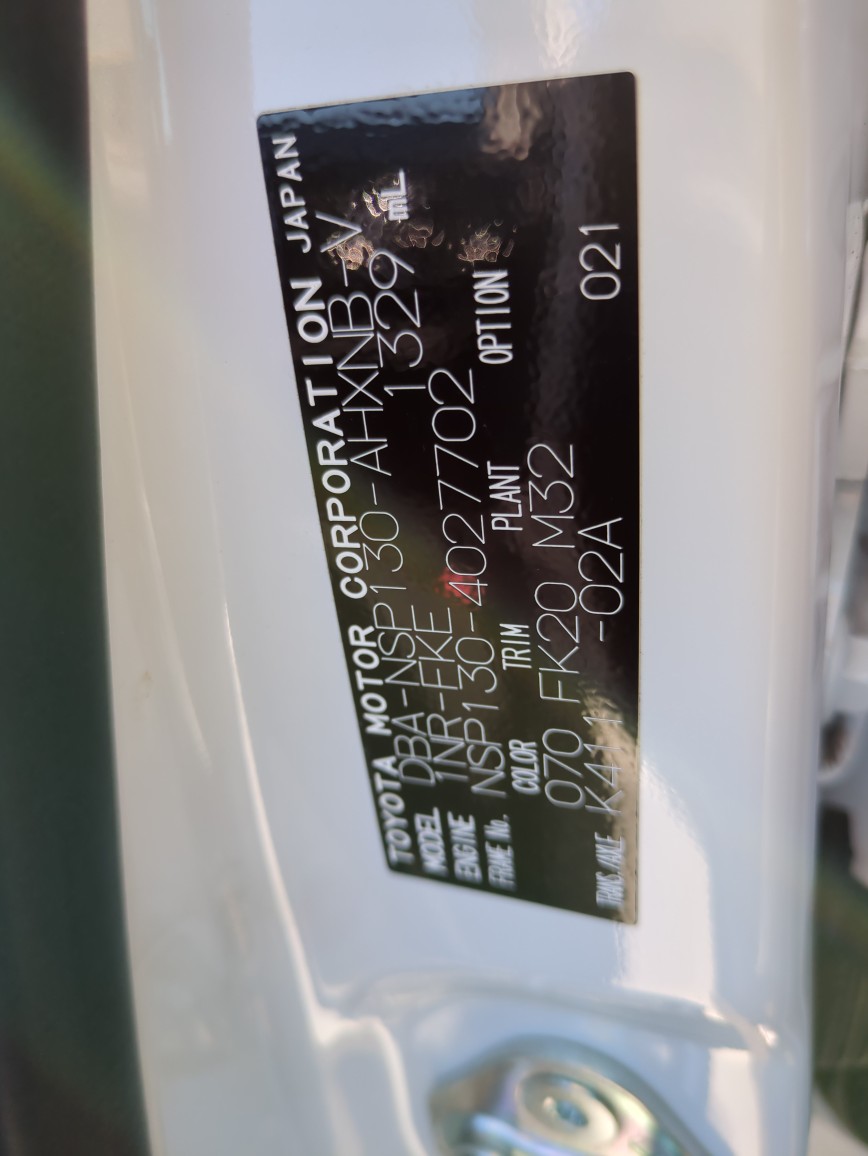 TOYOTA MOTOR CORPORATION JAPAN
MODEL DBA-NSP130-AHXNB-V
ENGINE 1NR-FKE 1329 mL
FRAME No. NSP130-4027702
COLOR TRIM PLANT OPTION
070 FK20 M32
TRANS/AXLE K411 -02A 021